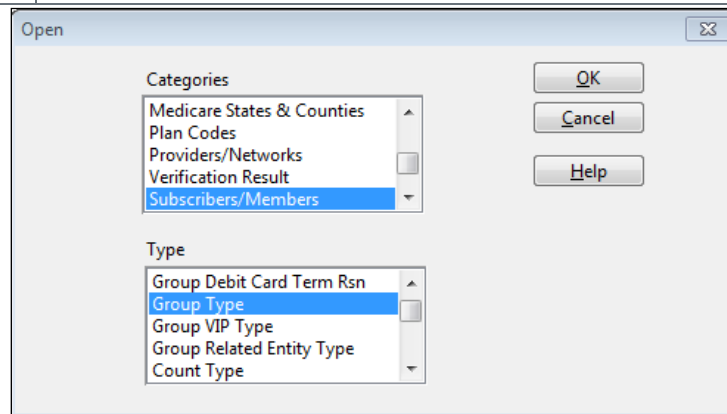 Open
Categories
Medicare States & Counties
Plan Codes
Providers/Networks
Verification Result
Subscribers/Members
OK
Cancel
Help
Type
Group Debit Card Term Rsn
Group Type
Group VIP Type
Group Related Entity Type
Count Type